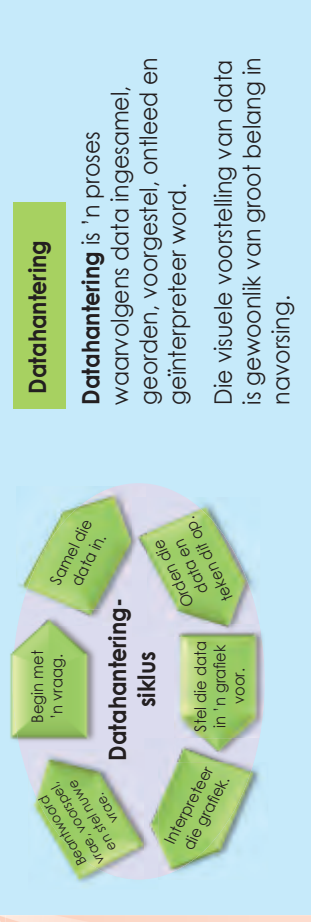 Datahantering
Datahantering is 'n proses
waarvolgens data ingesamel,
georden, voorgestel, ontleed en
geïnterpreteer word.
Die visuele voorstelling van data
is gewoonlik van groot belang in
navorsing.
Datahantering-
siklus
Begin met
'n vraag.
Samel die
data in.
Orden die
data en
teken dit op.
Stel die data
in 'n grafiek
voor.
Interpreteer
die grafiek.
Beantwoord
vrae, voorspel,
en stel nuwe
vrae.